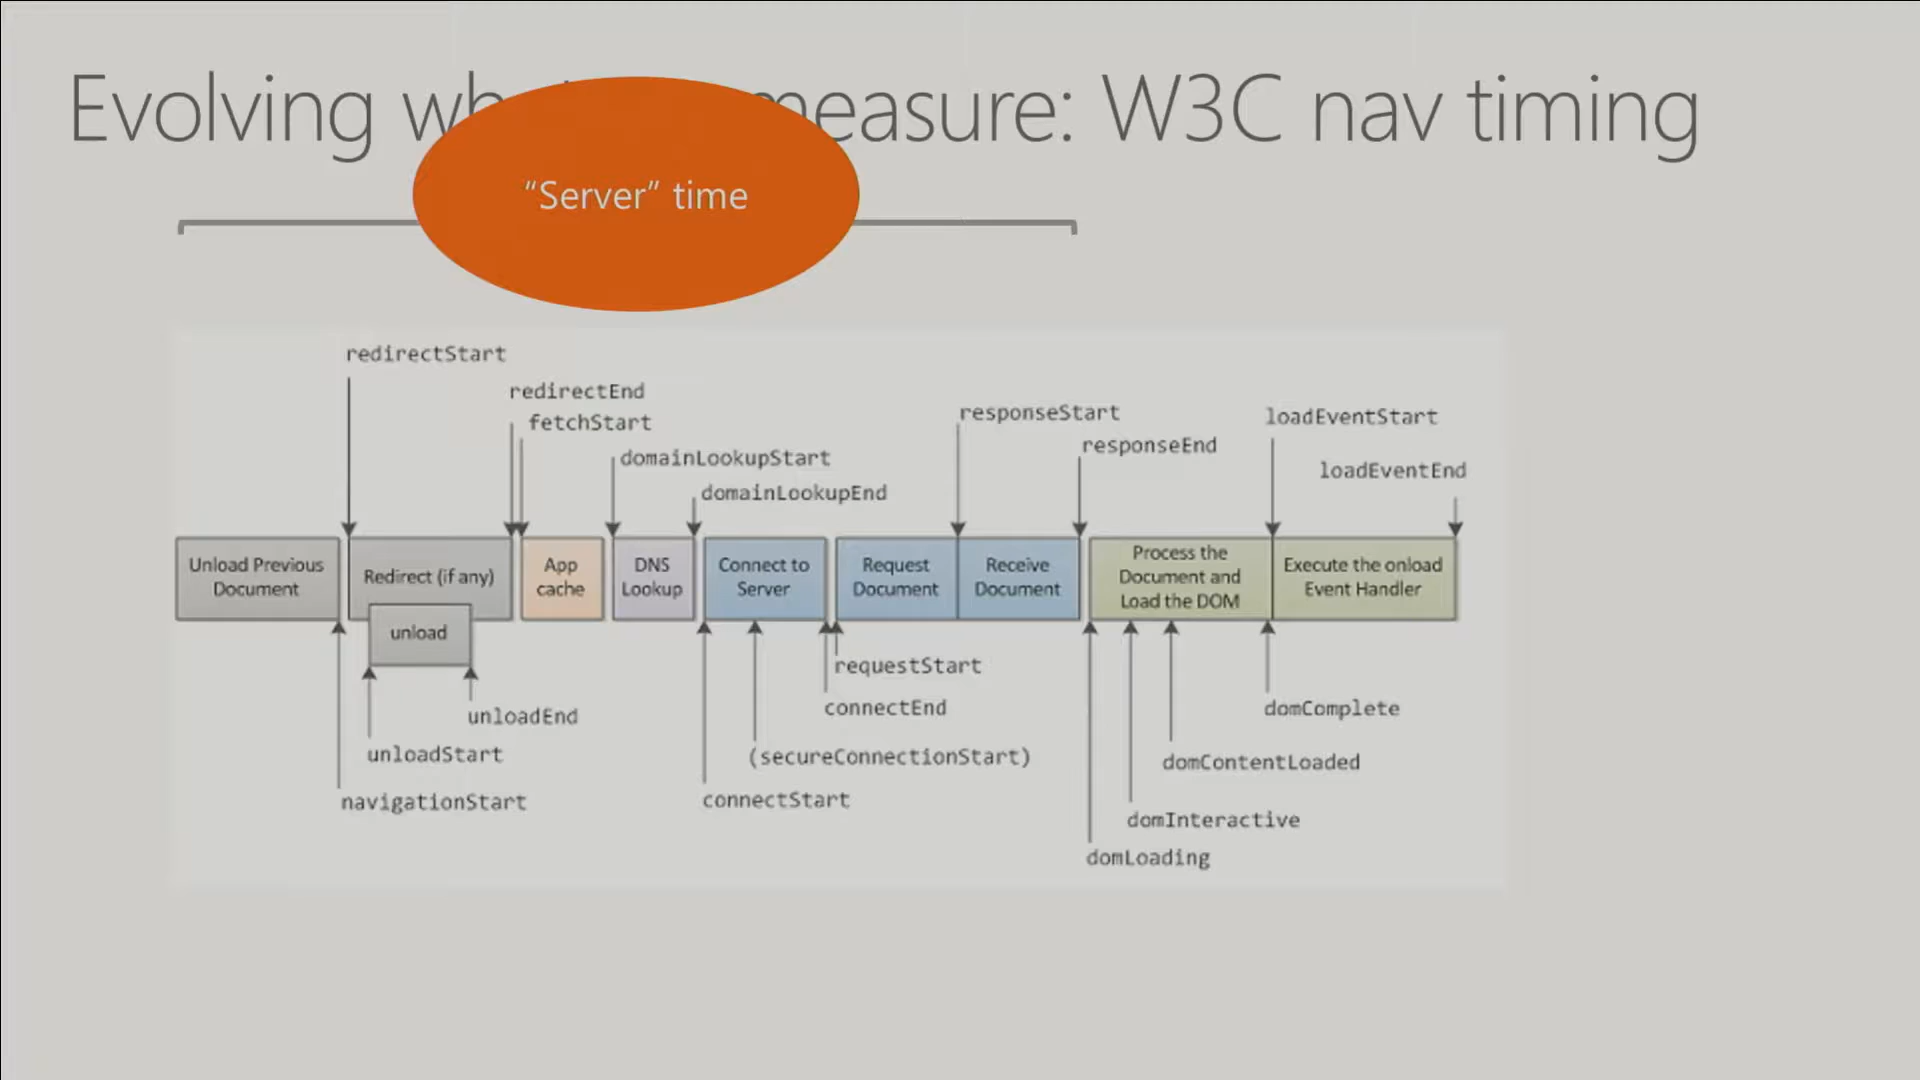 Evolving wh measure: W3C nav timing
“Server” time
redirectStart
redirectEnd
fetchStart
domainLookupStart
domainLookupEnd
responseStart
responseEnd
loadEventStart
loadEventEnd
Unload Previous
Document
Redirect (if any)
unload
App
cache
DNS
Lookup
Connect to
Server
Request
Document
Receive
Document
Process the
Document and
Load the DOM
Execute the onload
Event Handler
requestStart
connectEnd
(secureConnectionStart)
connectStart
unloadEnd
unloadStart
navigationStart
domComplete
domContentLoaded
domInteractive
domLoading